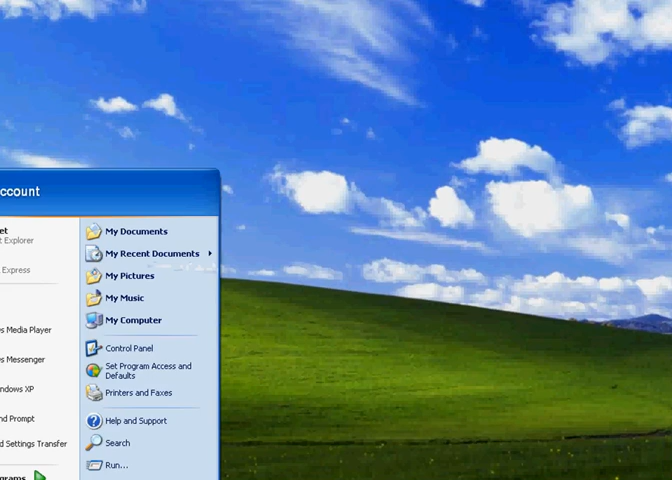 ccount
et
t Explorer
Express
s Media Player
s Messenger
ndows XP
nd Prompt
d Settings Transfer
grams
My Documents
My Recent Documents
My Pictures
My Music
My Computer
Control Panel
Set Program Access and
Defaults
Printers and Faxes
Help and Support
Search
Run...